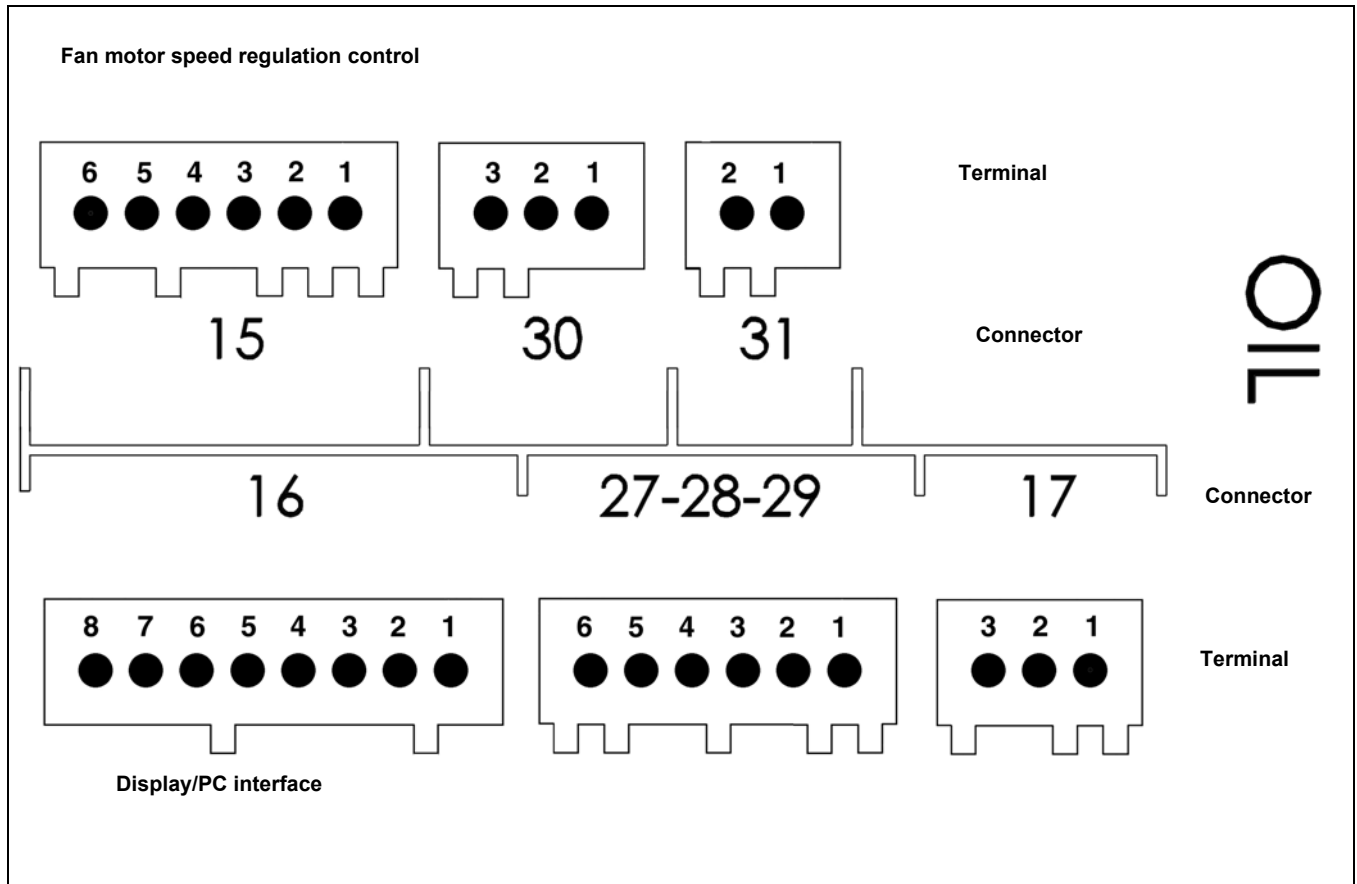 Fan motor speed regulation control
6 5 4 3 2 1
3 2 1
2 1
Terminal
15
30
31
Connector
OIL
16
27-28-29
17
Connector
8 7 6 5 4 3 2 1
6 5 4 3 2 1
3 2 1
Terminal
Display/PC interface